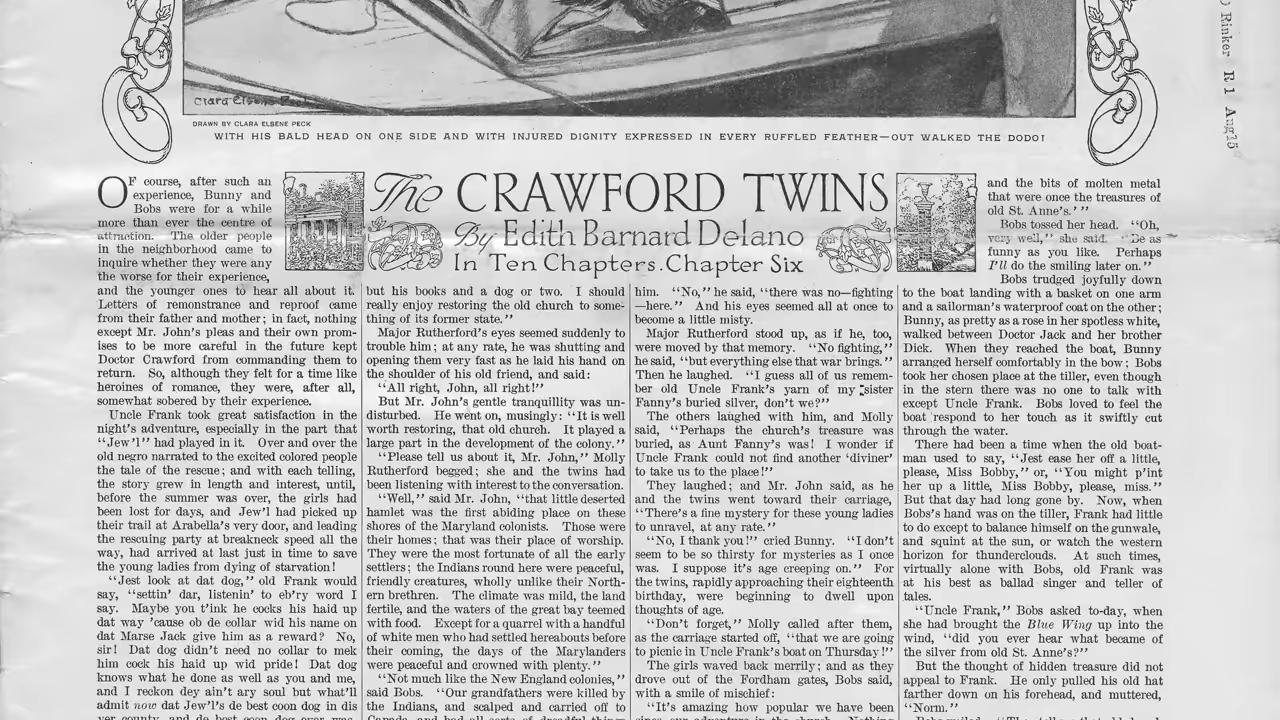 Clara Elsene Peck
DRAWN BY CLARA ELSENE PECK
WITH HIS BALD HEAD ON ONE SIDE AND WITH INJURED DIGNITY EXPRESSED IN EVERY RUFFLED FEATHER—OUT WALKED THE DODO!
Rinker R 1 Aug15
The CRAWFORD TWINS
By Edith Barnard Delano
In Ten Chapters. Chapter Six
OF course, after such an
experience, Bunny and
Bobs were for a while
more than ever the centre of
attraction. The older people
in the neighborhood came to
inquire whether they were any
the worse for their experience,
and the younger ones to hear all about it.
Letters of remonstrance and reproof came
from their father and mother; in fact, nothing
except Mr. John's pleas and their own prom-
ises to be more careful in the future kept
Doctor Crawford from commanding them to
return. So, although they felt for a time like
heroines of romance, they were, after all,
somewhat sobered by their experience.
Uncle Frank took great satisfaction in the
night's adventure, especially in the part that
"Jew'l" had played in it. Over and over the
old negro narrated to the excited colored people
the tale of the rescue; and with each telling,
the story grew in length and interest, until,
before the summer was over, the girls had
been lost for days, and Jew'l had picked up
their trail at Arabella's very door, and leading
the rescuing party at breakneck speed all the
way, had arrived at last just in time to save
the young ladies from dying of starvation!
"Jest look at dat dog," old Frank would
say, "settin' dar, listenin' to eb'ry word I
say. Maybe you t'ink he cocks his haid up
dat way 'cause ob de collar wid his name on
dat Marse Jack give him as a reward? No,
sir! Dat dog didn't need no collar to mek
him cock his haid up wid pride! Dat dog
knows what he done as well as you and me,
and I reckon dey ain't ary soul but what'll
admit now dat Jew'l's de best coon dog in dis
yer county, and de best coon dog ever was
but his books and a dog or two. I should
really enjoy restoring the old church to some-
thing of its former state."
Major Rutherford's eyes seemed suddenly to
trouble him; at any rate, he was shutting and
opening them very fast as he laid his hand on
the shoulder of his old friend, and said:
"All right, John, all right!"
But Mr. John's gentle tranquillity was un-
disturbed. He went on, musingly: "It is well
worth restoring, that old church. It played a
large part in the development of the colony."
"Please tell us about it, Mr. John," Molly
Rutherford begged; she and the twins had
been listening with interest to the conversation.
"Well," said Mr. John, "that little deserted
hamlet was the first abiding place on these
shores of the Maryland colonists. Those were
their homes; that was their place of worship.
They were the most fortunate of all the early
settlers; the Indians round here were peaceful,
friendly creatures, wholly unlike their North-
ern brethren. The climate was mild, the land
fertile, and the waters of the great bay teemed
with food. Except for a quarrel with a handful
of white men who had settled hereabouts before
their coming, the days of the Marylanders
were peaceful and crowned with plenty."
"Not much like the New England colonies,"
said Bobs. "Our grandfathers were killed by
the Indians, and scalped and carried off to
Canada, and had all sorts of dreadful things
him. "No," he said, "there was no—fighting
—here." And his eyes seemed all at once to
become a little misty.
Major Rutherford stood up, as if he, too,
were moved by that memory. "No fighting,"
he said, "but everything else that war brings."
Then he laughed. "I guess all of us remem-
ber old Uncle Frank's yarn of my sister
Fanny's buried silver, don't we?"
The others laughed with him, and Molly
said, "Perhaps the church's treasure was
buried, as Aunt Fanny's was! I wonder if
Uncle Frank could not find another 'diviner'
to take us to the place!"
They laughed; and Mr. John said, as he
and the twins went toward their carriage,
"There's a fine mystery for these young ladies
to unravel, at any rate."
"No, I thank you!" cried Bunny. "I don't
seem to be so thirsty for mysteries as I once
was. I suppose it's age creeping on." For
the twins, rapidly approaching their eighteenth
birthday, were beginning to dwell upon
thoughts of age.
"Don't forget," Molly called after them,
as the carriage started off, "that we are going
to picnic in Uncle Frank's boat on Thursday!"
The girls waved back merrily; and as they
drove out of the Fordham gates, Bobs said,
with a smile of mischief:
"It's amazing how popular we have been
since our adventure in the church. Nothing
and the bits of molten metal
that were once the treasures of
old St. Anne's.' "
Bobs tossed her head. "Oh,
very well," she said. "Be as
funny as you like. Perhaps
I'll do the smiling later on."
Bobs trudged joyfully down
to the boat landing with a basket on one arm
and a sailorman's waterproof coat on the other;
Bunny, as pretty as a rose in her spotless white,
walked between Doctor Jack and her brother
Dick. When they reached the boat, Bunny
arranged herself comfortably in the bow; Bobs
took her chosen place at the tiller, even though
in the stern there was no one to talk with
except Uncle Frank. Bobs loved to feel the
boat respond to her touch as it swiftly cut
through the water.
There had been a time when the old boat-
man used to say, "Jest ease her off a little,
please, Miss Bobby," or, "You might p'int
her up a little, Miss Bobby, please, miss."
But that day had long gone by. Now, when
Bobs's hand was on the tiller, Frank had little
to do except to balance himself on the gunwale,
and squint at the sun, or watch the western
horizon for thunderclouds. At such times,
virtually alone with Bobs, old Frank was
at his best as ballad singer and teller of
tales.
"Uncle Frank," Bobs asked to-day, when
she had brought the Blue Wing up into the
wind, "did you ever hear what became of
the silver from old St. Anne's?"
But the thought of hidden treasure did not
appeal to Frank. He only pulled his old hat
farther down on his forehead, and muttered,
"Norm."